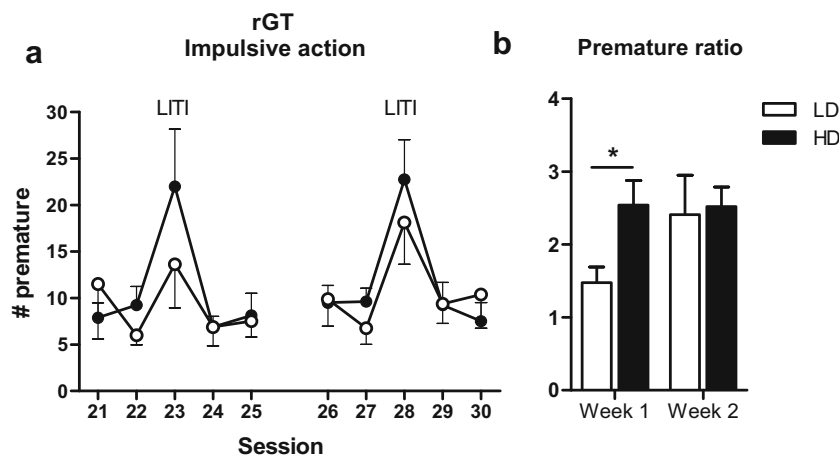 rGT
Impulsive action
a
LITI
LITI
30
25
20
15
10
5
0
# premature
21 22 23 24 25 26 27 28 29 30
Session
b
Premature ratio
4
3
2
1
0
*
Week 1 Week 2
LD
HD